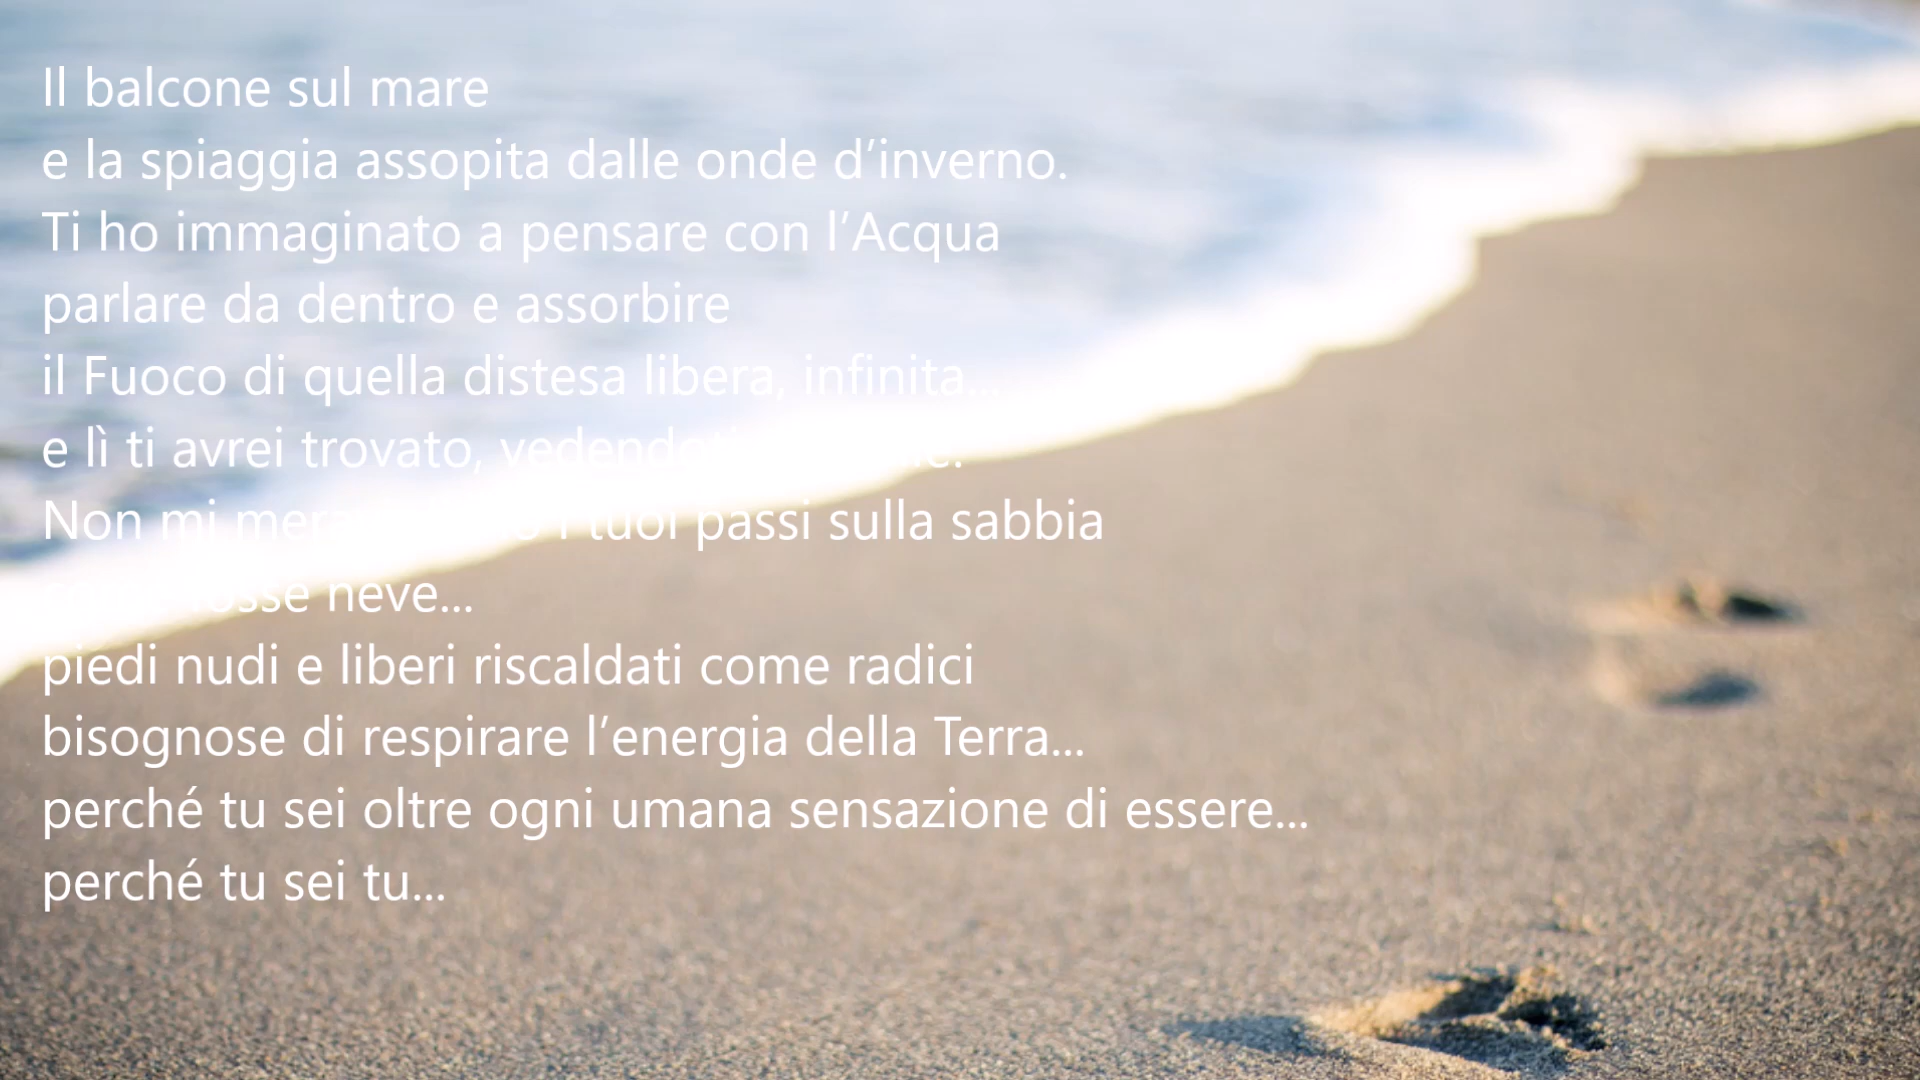 Il balcone sul mare
e la spiaggia assopita dalle onde d’inverno.
Ti ho immaginato a pensare con l’Acqua
parlare da dentro e assorbire
il Fuoco di quella distesa libera, infinita...
e lì ti avrei trovato, vedendoti
Non mi i tuoi passi sulla sabbia
fosse neve...
piedi nudi e liberi riscaldati come radici
bisognose di respirare l’energia della Terra...
perché tu sei oltre ogni umana sensazione di essere...
perché tu sei tu...